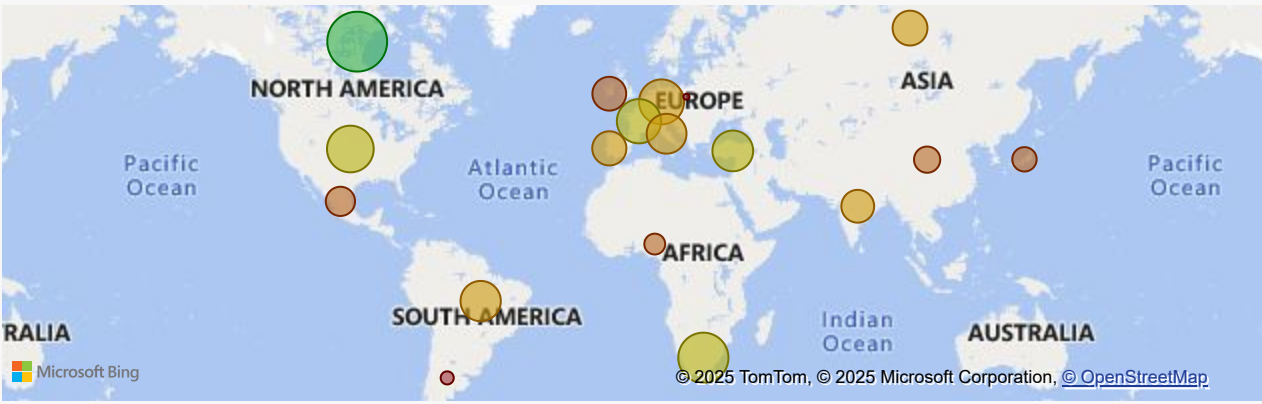 NORTH AMERICA
ASIA
EUROPE
Pacific
Ocean
Atlantic
Ocean
Pacific
Ocean
AFRICA
SOUTH AMERICA
Indian
Ocean
RALIA
AUSTRALIA
Microsoft Bing
© 2025 TomTom, © 2025 Microsoft Corporation, © OpenStreetMap